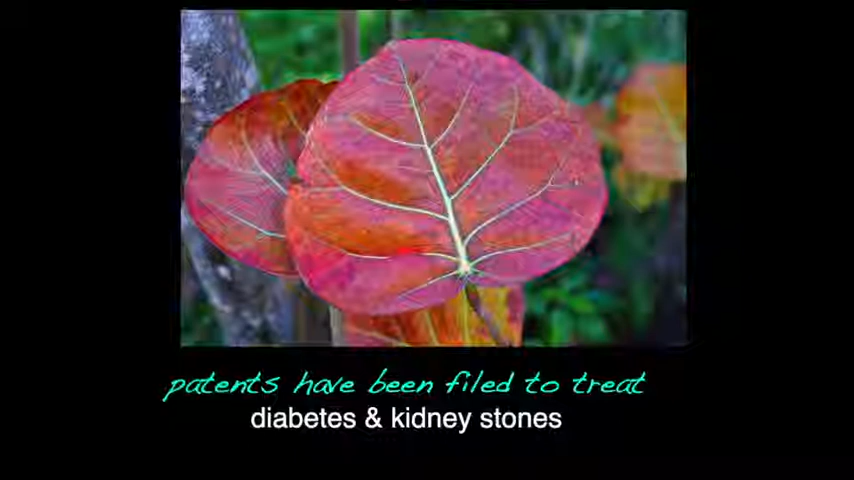 patents have been filed to treat
diabetes & kidney stones